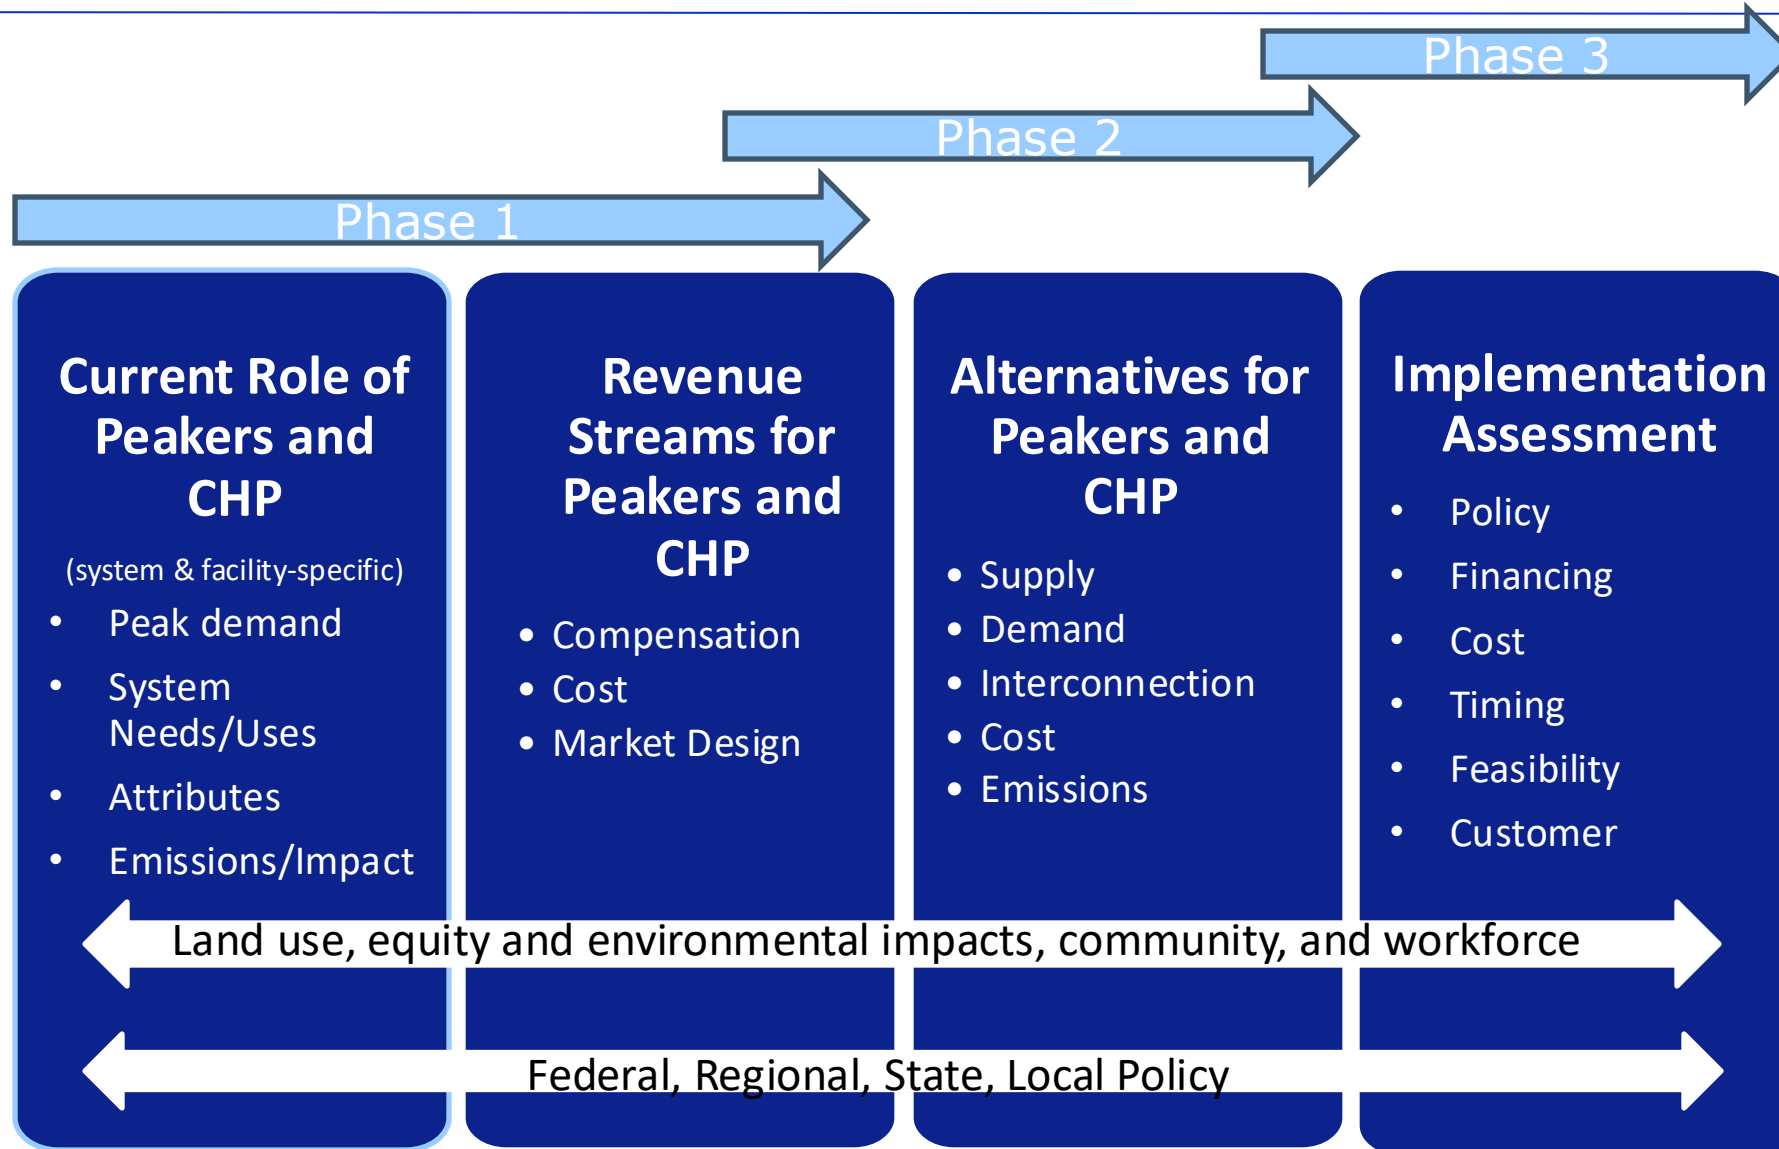 Phase 3
Phase 2
Phase 1
Current Role of
Peakers and
CHP
(system & facility-specific)
• Peak demand
• System
Needs/Uses
• Attributes
• Emissions/Impact
Revenue
Streams for
Peakers and
CHP
• Compensation
• Cost
• Market Design
Alternatives for
Peakers and
CHP
• Supply
• Demand
• Interconnection
• Cost
• Emissions
Implementation
Assessment
• Policy
• Financing
• Cost
• Timing
• Feasibility
• Customer
Land use, equity and environmental impacts, community, and workforce
Federal, Regional, State, Local Policy